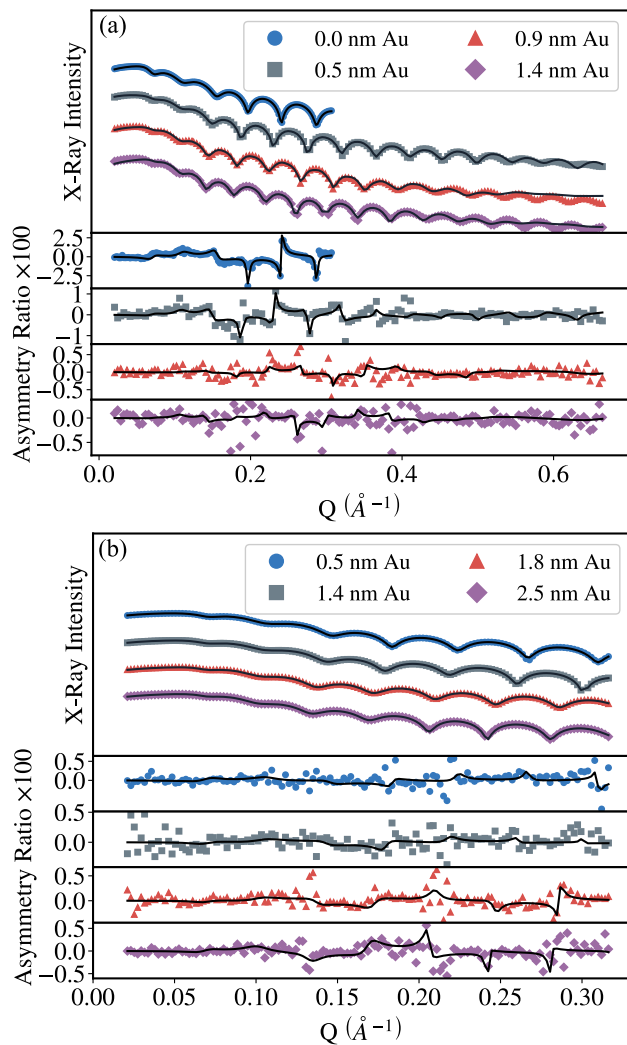 (a)
0.0 nm Au
0.9 nm Au
0.5 nm Au
1.4 nm Au
X-Ray Intensity
2.5
0.0
−2.5
1
0
−1
0.5
0.0
−0.5
0.0
−0.5
Asymmetry Ratio ×100
0.0 0.2 0.4 0.6
Q (Å⁻¹)
(b)
0.5 nm Au
1.8 nm Au
1.4 nm Au
2.5 nm Au
X-Ray Intensity
0.5
0.0
0.5
0.0
0.5
0.0
0.5
0.0
−0.5
Asymmetry Ratio ×100
0.00 0.05 0.10 0.15 0.20 0.25 0.30
Q (Å⁻¹)